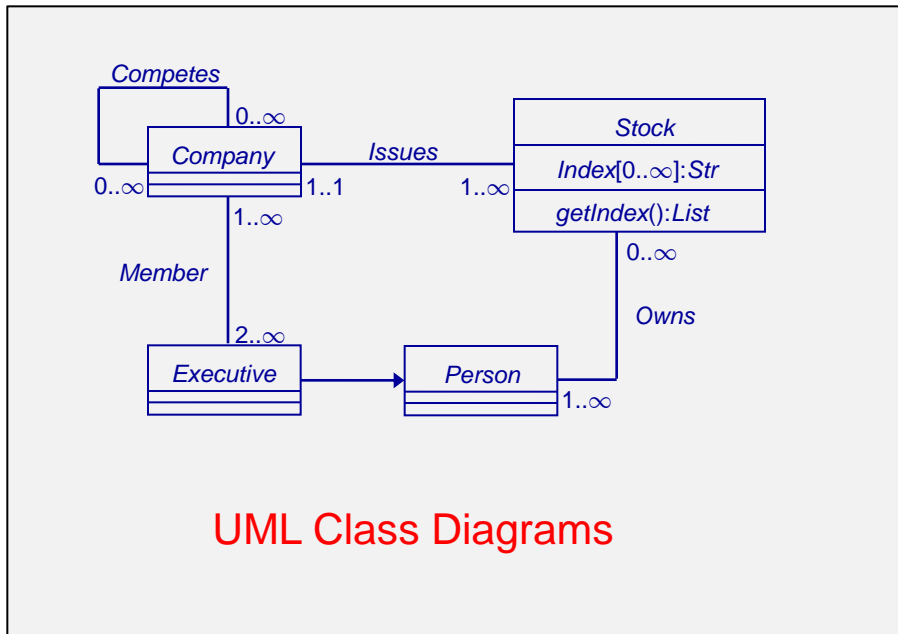 Competes
0..∞
Stock
Company
Issues
Index[0..∞]:Str
0..∞
1..1
1..∞
getIndex():List
1..∞
0..∞
Member
Owns
2..∞
Executive
Person
1..∞
UML Class Diagrams